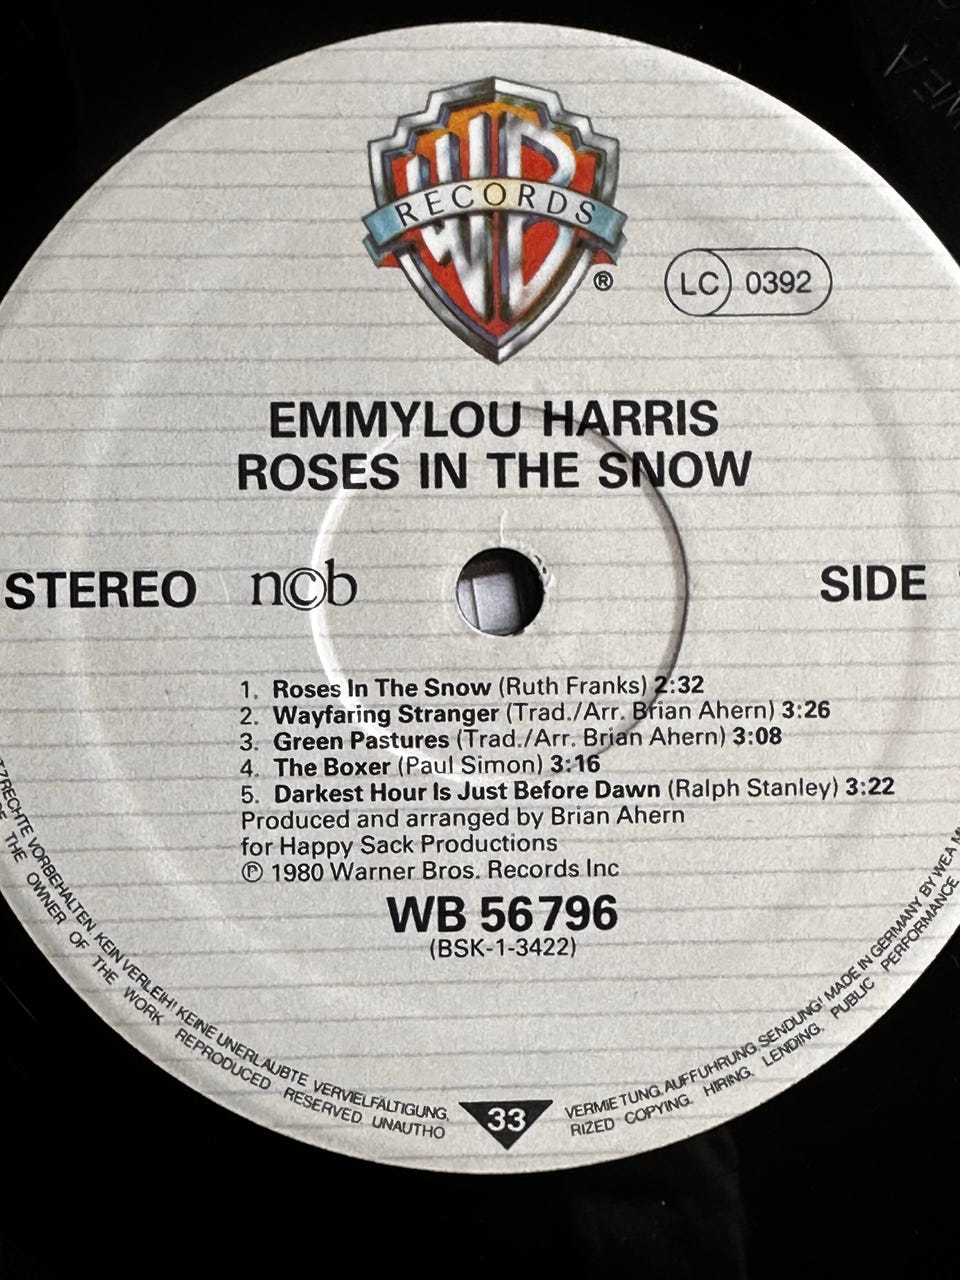 WB
RECORDS
®
LC 0392
EMMYLOU HARRIS
ROSES IN THE SNOW
STEREO n©b SIDE
1. Roses In The Snow (Ruth Franks) 2:32
2. Wayfaring Stranger (Trad./Arr. Brian Ahern) 3:26
3. Green Pastures (Trad./Arr. Brian Ahern) 3:08
4. The Boxer (Paul Simon) 3:16
5. Darkest Hour Is Just Before Dawn (Ralph Stanley) 3:22
Produced and arranged by Brian Ahern
for Happy Sack Productions
℗ 1980 Warner Bros. Records Inc
WB 56 796
(BSK-1-3422)
VORBEHALTEN. KEIN VERLEIH! KEINE UNERLAUBTE VERVIELFÄLTIGUNG, VERMIETUNG, AUFFÜHRUNG, SENDUNG! MADE IN GERMANY BY WEA
THE OWNER OF THE WORK REPRODUCED RESERVED. UNAUTHO RIZED COPYING, HIRING, LENDING, PUBLIC PERFORMANCE
33
WEA